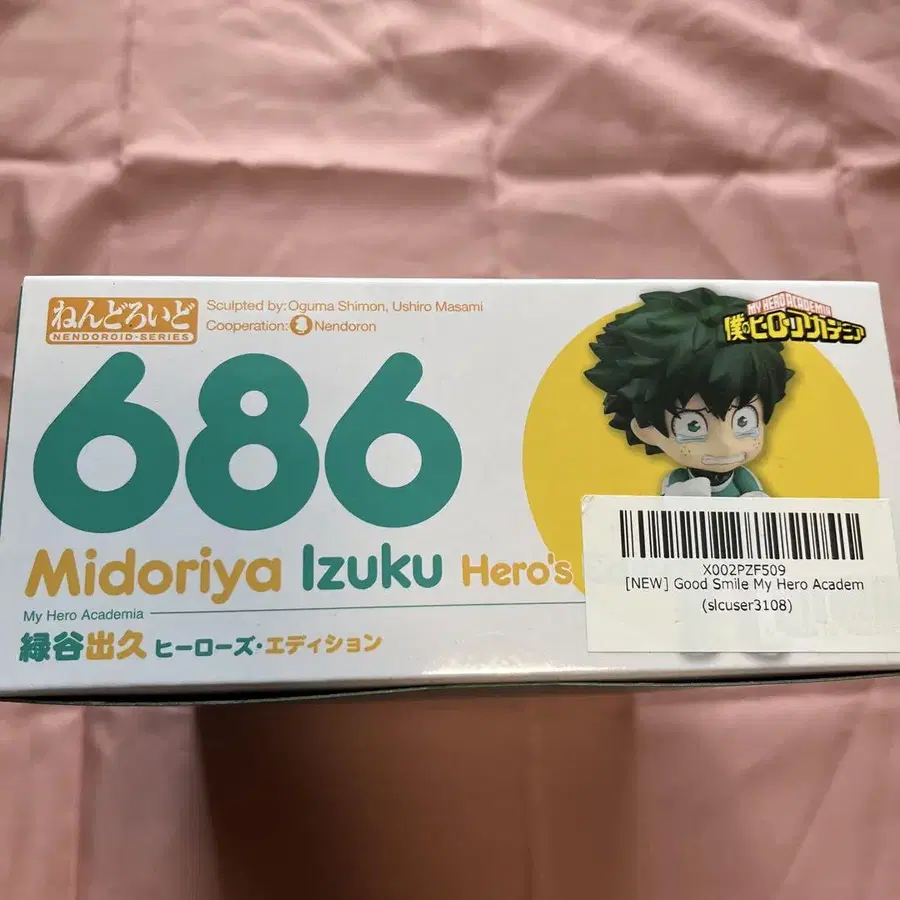 ねんどろいど
NENDOROID-SERIES
Sculpted by: Oguma Shimon, Ushiro Masami
Cooperation: Nendoron
686
MY HERO ACADEMIA
僕のヒーローアカデミア
Midoriya Izuku Hero's
My Hero Academia
緑谷出久 ヒーローズ・エディション
X002PZF509
[NEW] Good Smile My Hero Academ
(slcuser3108)